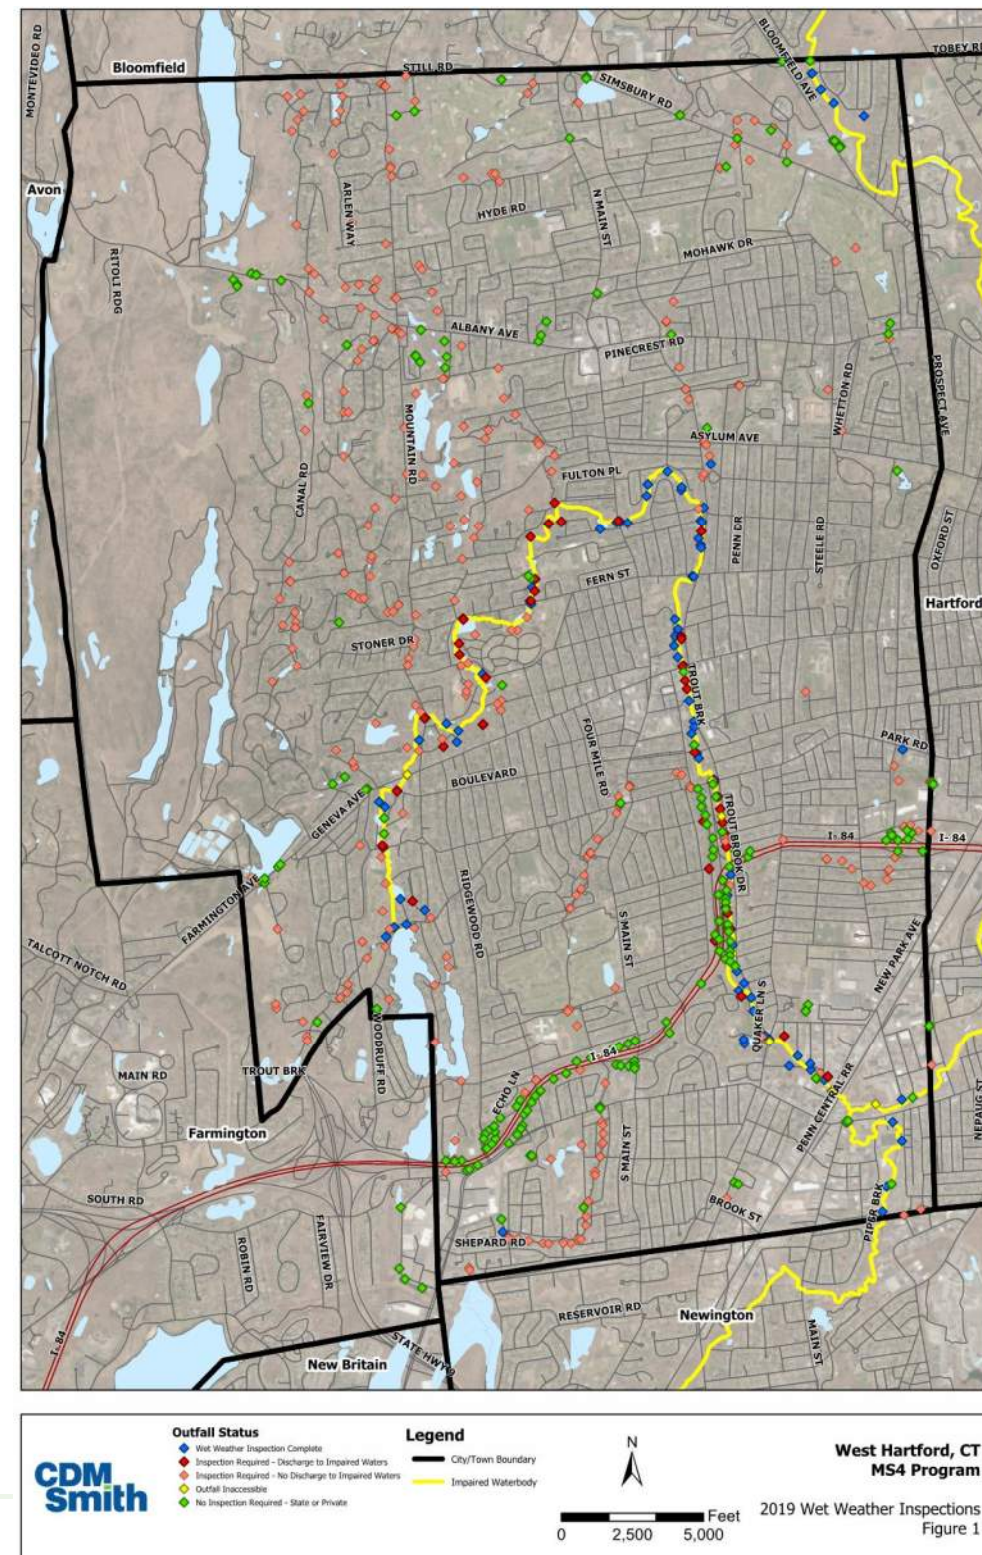 MONTEVIDEO RD
Bloomfield
STILL RD
SIMSBURY RD
BLOOMFIELD AVE
TOBEY RD
Avon
ARLEN WAY
HYDE RD
N MAIN ST
MOHAWK DR
RITOLI RDG
ALBANY AVE
PINECREST RD
PROSPECT AVE
WHETTON RD
MOUNTAIN RD
ASYLUM AVE
CANAL RD
FULTON PL
PENN DR
STEELE RD
OXFORD ST
FERN ST
Hartford
STONER DR
TROUT BRK
FOUR MILE RD
PARK RD
BOULEVARD
GENEVA AVE
TROUT BROOK DR
I- 84
I- 84
FARMINGTON AVE
RIDGEWOOD RD
S MAIN ST
TALCOTT NOTCH RD
NEW PARK AVE
QUAKER LN S
WOODRUFF RD
I- 84
MAIN RD
TROUT BRK
ECHO LN
PENN CENTRAL RR
NEPAUG ST
Farmington
S MAIN ST
SOUTH RD
BROOK ST
PIPER BRK
FAIRVIEW DR
ROBIN RD
SHEPARD RD
RESERVOIR RD
Newington
MAIN ST
I- 84
New Britain
STATE HWY 9
CDM
Smith
Outfall Status
Wet Weather Inspection Complete
Inspection Required - Discharge to Impaired Waters
Inspection Required - No Discharge to Impaired Waters
Outfall Inaccessible
No Inspection Required - State or Private
Legend
City/Town Boundary
Impaired Waterbody
N
Feet
0 2,500 5,000
West Hartford, CT
MS4 Program
2019 Wet Weather Inspections
Figure 1